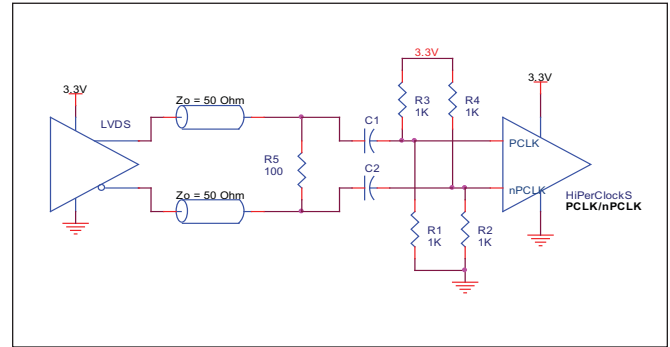 3.3V
3.3V
3.3V
Zo = 50 Ohm
LVDS
R3
1K
R4
1K
C1
PCLK
R5
100
C2
nPCLK
Zo = 50 Ohm
HiPerClockS
PCLK/nPCLK
R1
1K
R2
1K